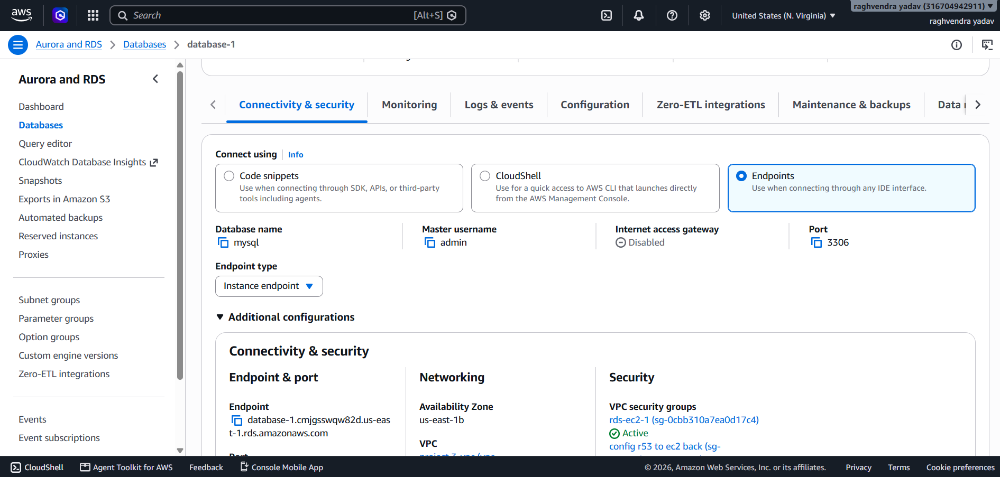 aws
Search
[Alt+S]
United States (N. Virginia)
raghvendra yadav (316704942911)
raghvendra yadav
Aurora and RDS
Databases
database-1
Aurora and RDS
Dashboard
Databases
Query editor
CloudWatch Database Insights
Snapshots
Exports in Amazon S3
Automated backups
Reserved instances
Proxies
Subnet groups
Parameter groups
Option groups
Custom engine versions
Zero-ETL integrations
Events
Event subscriptions
Connectivity & security
Monitoring
Logs & events
Configuration
Zero-ETL integrations
Maintenance & backups
Data
Connect using
Info
Code snippets
Use when connecting through SDK, APIs, or third-party
tools including agents.
CloudShell
Use for a quick access to AWS CLI that launches directly
from the AWS Management Console.
Endpoints
Use when connecting through any IDE interface.
Database name
mysql
Master username
admin
Internet access gateway
Disabled
Port
3306
Endpoint type
Instance endpoint
Additional configurations
Connectivity & security
Endpoint & port
Endpoint
database-1.cmjgsswqw82d.us-eas
t-1.rds.amazonaws.com
Port
Networking
Availability Zone
us-east-1b
VPC
Security
VPC security groups
rds-ec2-1 (sg-0cbb310a7ea0d17c4)
Active
config r53 to ec2 back (sg-
CloudShell
Agent Toolkit for AWS
Feedback
Console Mobile App
© 2026, Amazon Web Services, Inc. or its affiliates.
Privacy
Terms
Cookie preferences